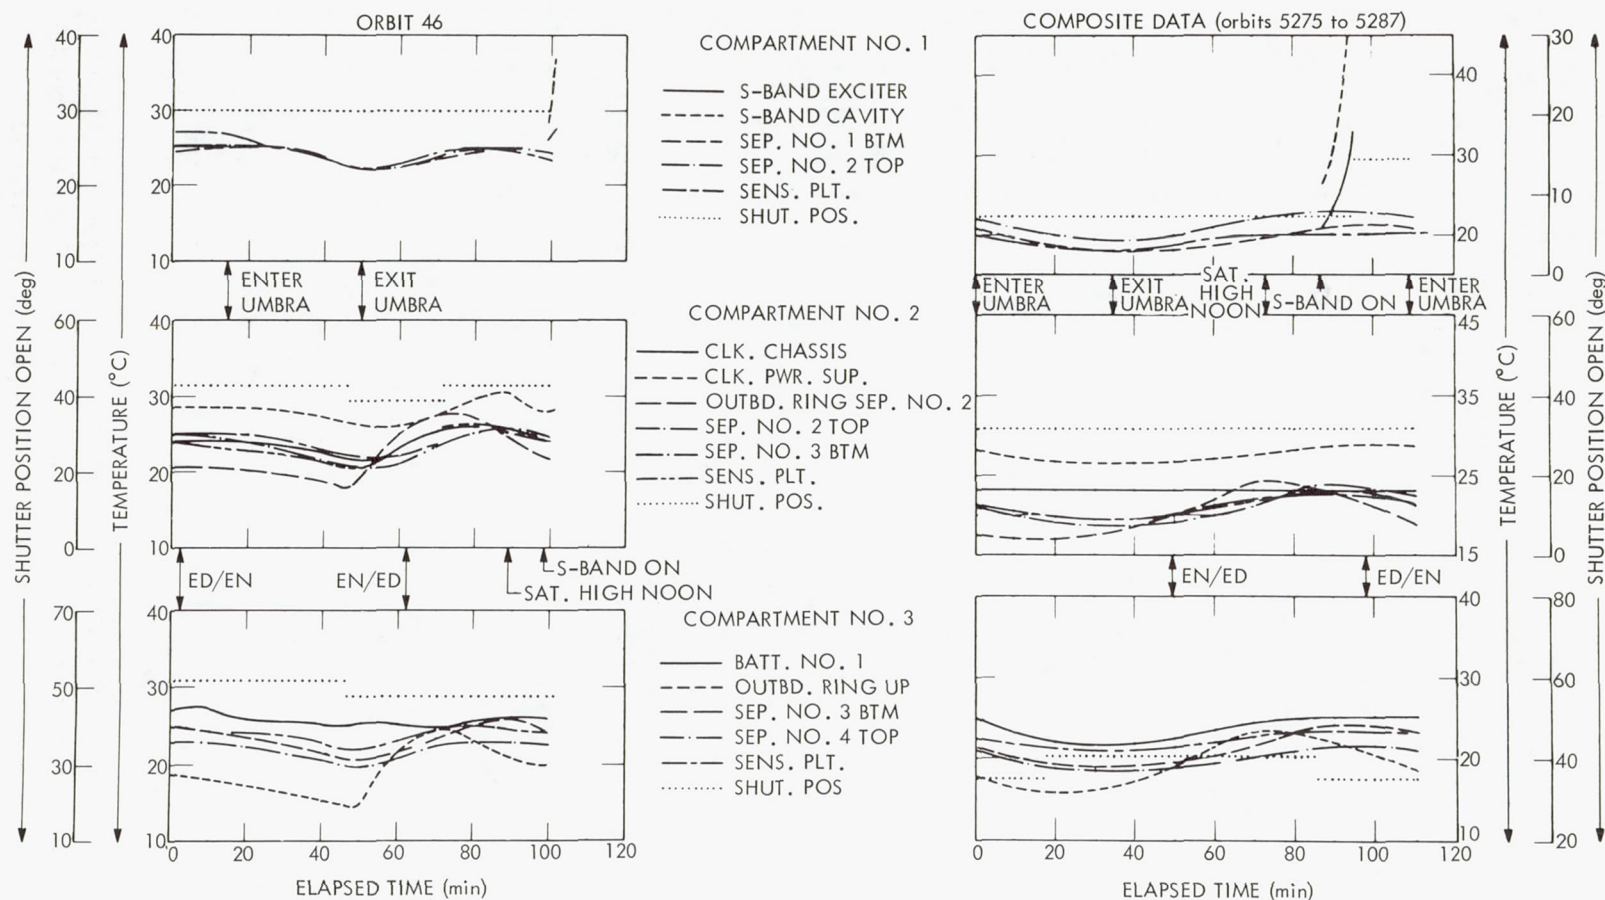 ORBIT 46
COMPOSITE DATA (orbits 5275 to 5287)
40
30
20
10
40
30
20
10
COMPARTMENT NO. 1
S-BAND EXCITER
S-BAND CAVITY
SEP. NO. 1 BTM
SEP. NO. 2 TOP
SENS. PLT.
SHUT. POS.
40
30
20
30
20
10
0
ENTER UMBRA
EXIT UMBRA
ENTER UMBRA
EXIT UMBRA
SAT. HIGH NOON
S-BAND ON
ENTER UMBRA
SHUTTER POSITION OPEN (deg)
TEMPERATURE (°C)
60
40
20
0
40
30
20
10
COMPARTMENT NO. 2
CLK. CHASSIS
CLK. PWR. SUP.
OUTBD. RING SEP. NO. 2
SEP. NO. 2 TOP
SEP. NO. 3 BTM
SENS. PLT.
SHUT. POS.
45
35
25
15
60
40
20
0
TEMPERATURE (°C)
SHUTTER POSITION OPEN (deg)
ED/EN
EN/ED
S-BAND ON
SAT. HIGH NOON
EN/ED
ED/EN
70
50
30
10
40
30
20
10
COMPARTMENT NO. 3
BATT. NO. 1
OUTBD. RING UP
SEP. NO. 3 BTM
SEP. NO. 4 TOP
SENS. PLT.
SHUT. POS
40
30
20
10
80
60
40
20
0 20 40 60 80 100 120
0 20 40 60 80 100 120
ELAPSED TIME (min)
ELAPSED TIME (min)